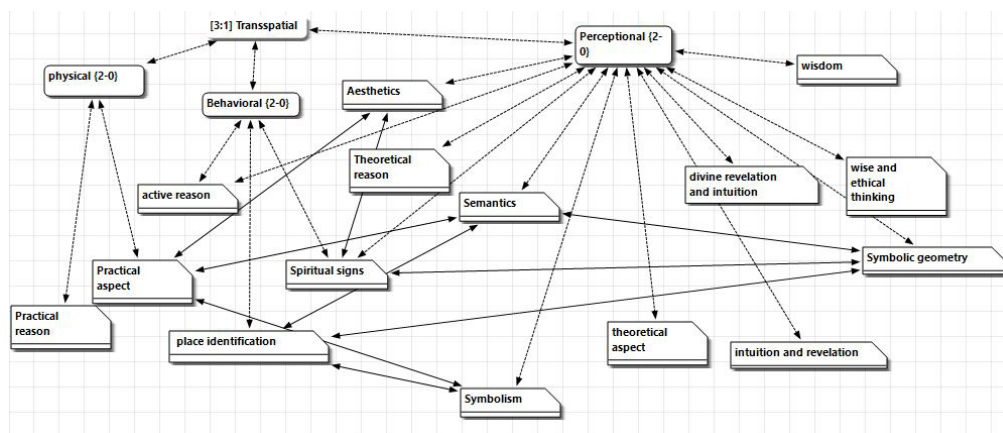 [3:1] Transspatial
Perceptional {2-
0}
physical {2-0}
wisdom
Behavioral {2-0}
Aesthetics
Theoretical
reason
active reason
divine revelation
and intuition
wise and
ethical
thinking
Semantics
Practical
aspect
Spiritual signs
Symbolic geometry
Practical
reason
place identification
theoretical
aspect
intuition and revelation
Symbolism